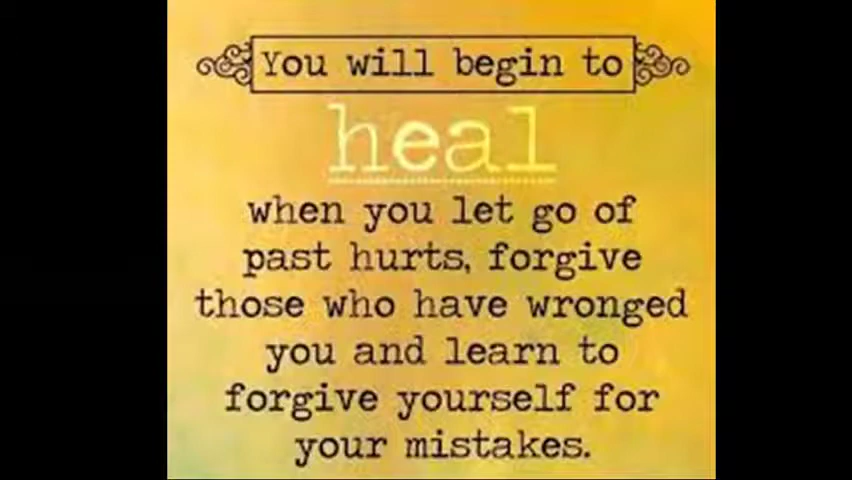 You will begin to
heal
when you let go of
past hurts, forgive
those who have wronged
you and learn to
forgive yourself for
your mistakes.